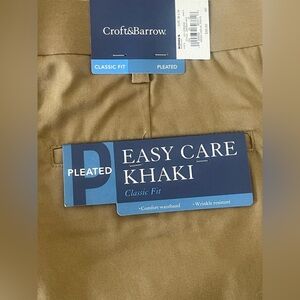 Croft&Barrow.
CLASSIC FIT PLEATED
P
PLEATED
EASY CARE
KHAKI
Classic Fit
•Comfort waistband •Wrinkle resistant